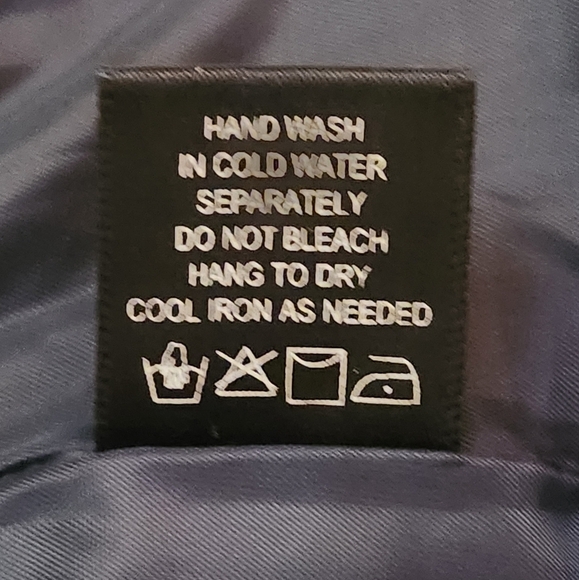 HAND WASH
IN COLD WATER
SEPARATELY
DO NOT BLEACH
HANG TO DRY
COOL IRON AS NEEDED